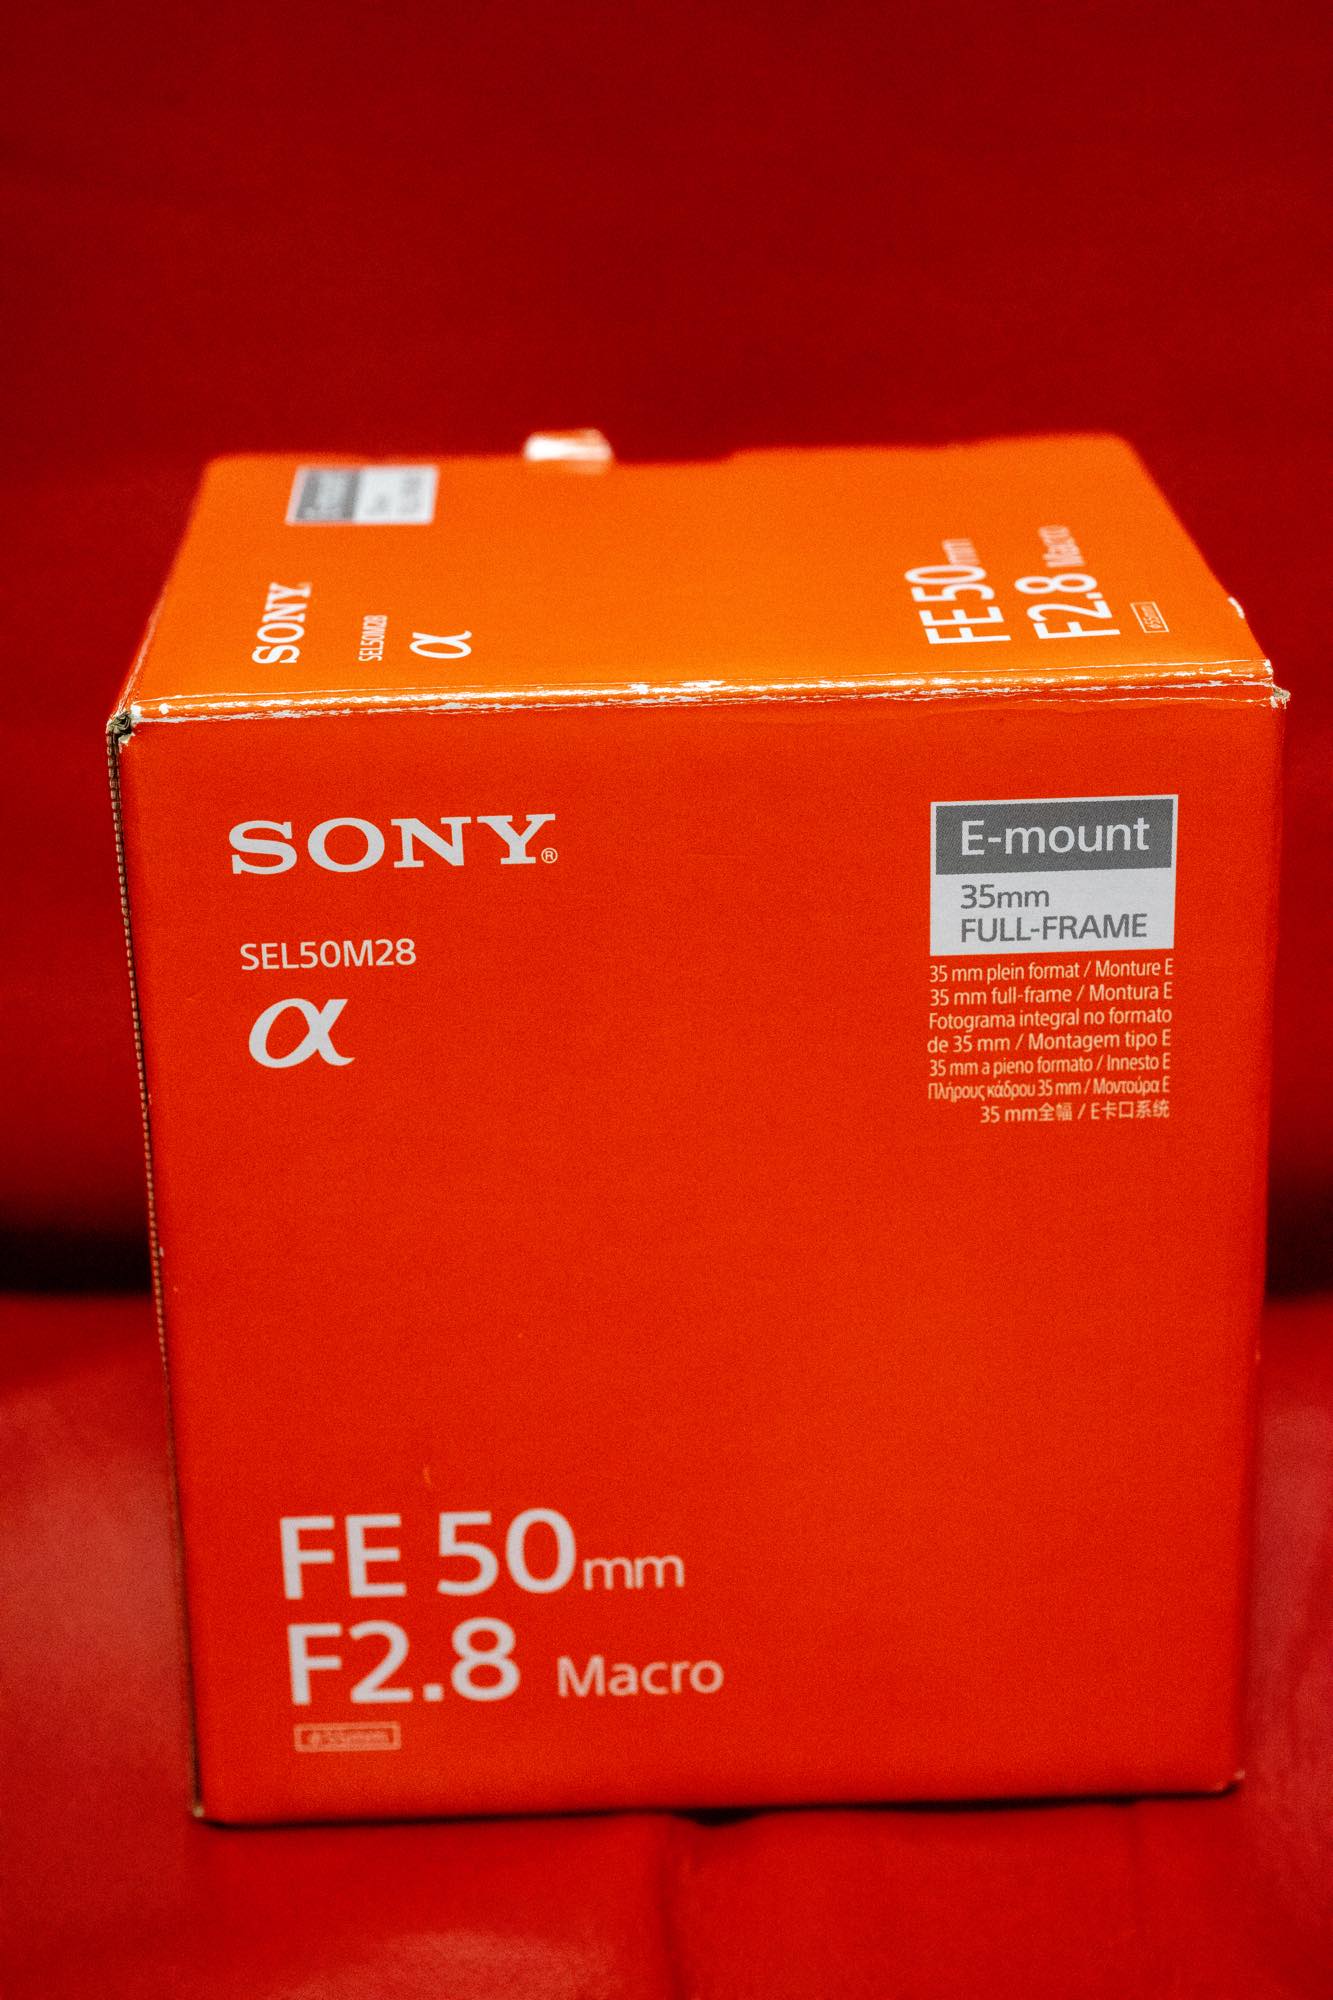 E-mount
SONY
SEL50M28
α
FE 50mm
F2.8 Macro
SONY®
SEL50M28
α
E-mount
35mm
FULL-FRAME
35 mm plein format / Monture E
35 mm full-frame / Montura E
Fotograma integral no formato
de 35 mm / Montagem tipo E
35 mm a pieno formato / Innesto E
Πλήρους κάδρου 35 mm / Μοντούρα E
35 mm全幅 / E卡口系统
FE 50mm
F2.8 Macro